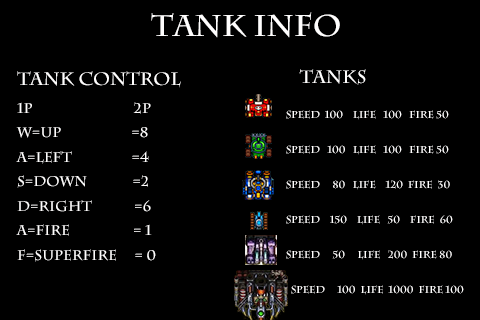 TANK INFO
TANK CONTROL
1P 2P
W=UP =8
A=LEFT =4
S=DOWN =2
D=RIGHT =6
A=FIRE = 1
F=SUPERFIRE = 0
TANKS
SPEED 100 LIFE 100 FIRE 50
SPEED 100 LIFE 100 FIRE 50
SPEED 80 LIFE 120 FIRE 30
SPEED 150 LIFE 50 FIRE 60
SPEED 50 LIFE 200 FIRE 80
SPEED 100 LIFE 1000 FIRE 100